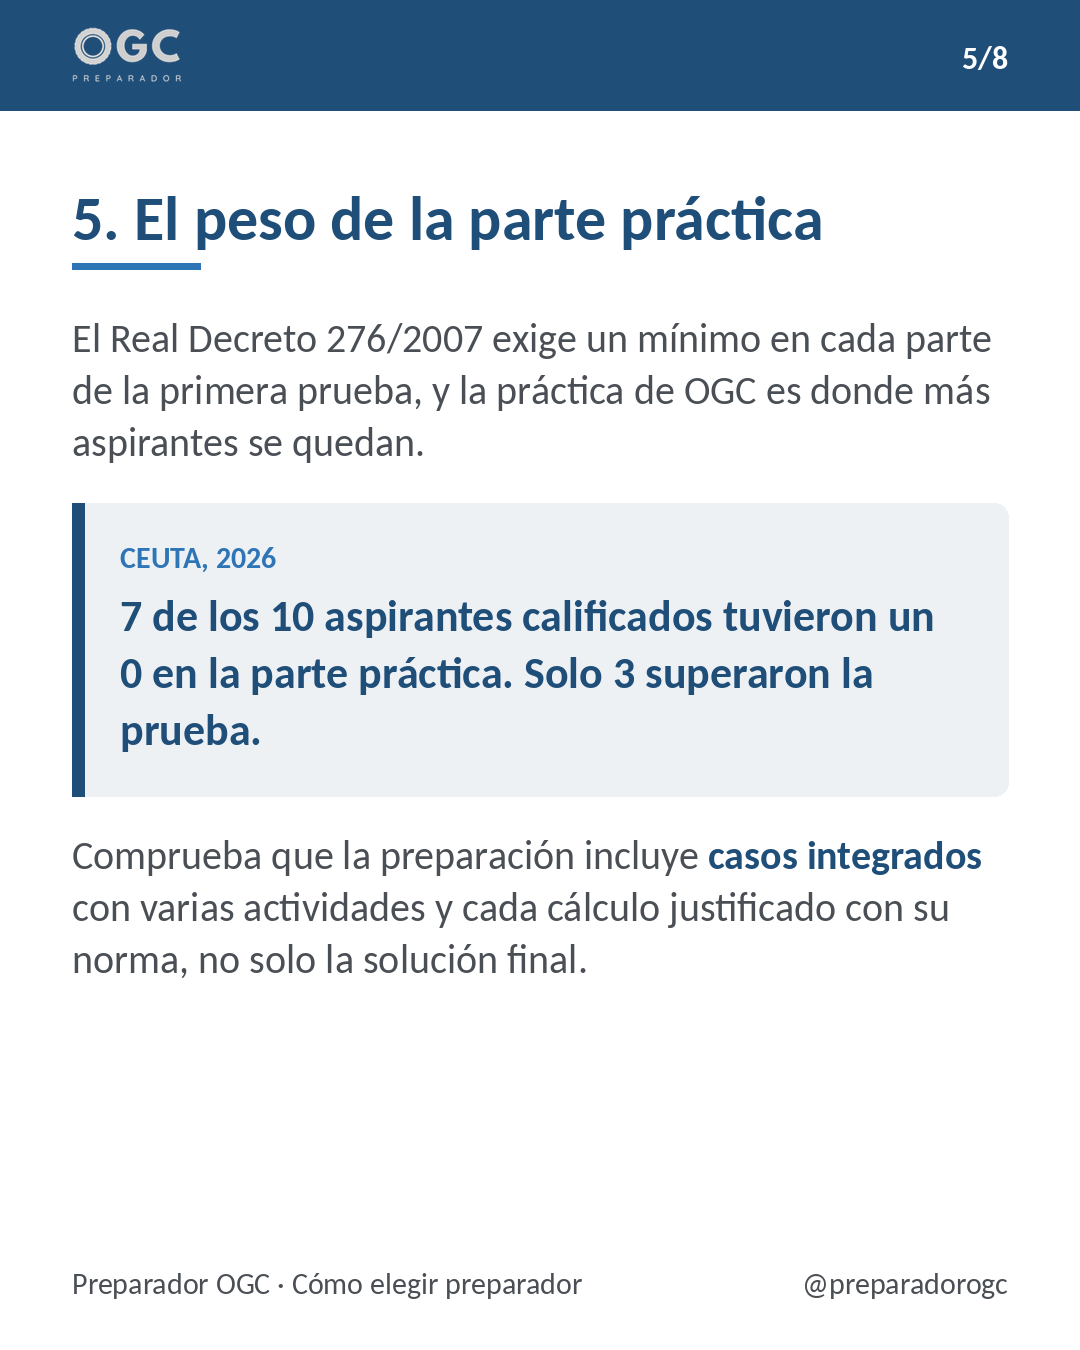 OGC
PREPARADOR
5/8
5. El peso de la parte práctica
El Real Decreto 276/2007 exige un mínimo en cada parte
de la primera prueba, y la práctica de OGC es donde más
aspirantes se quedan.
CEUTA, 2026
7 de los 10 aspirantes calificados tuvieron un
0 en la parte práctica. Solo 3 superaron la
prueba.
Comprueba que la preparación incluye casos integrados
con varias actividades y cada cálculo justificado con su
norma, no solo la solución final.
Preparador OGC · Cómo elegir preparador
@preparadorogc